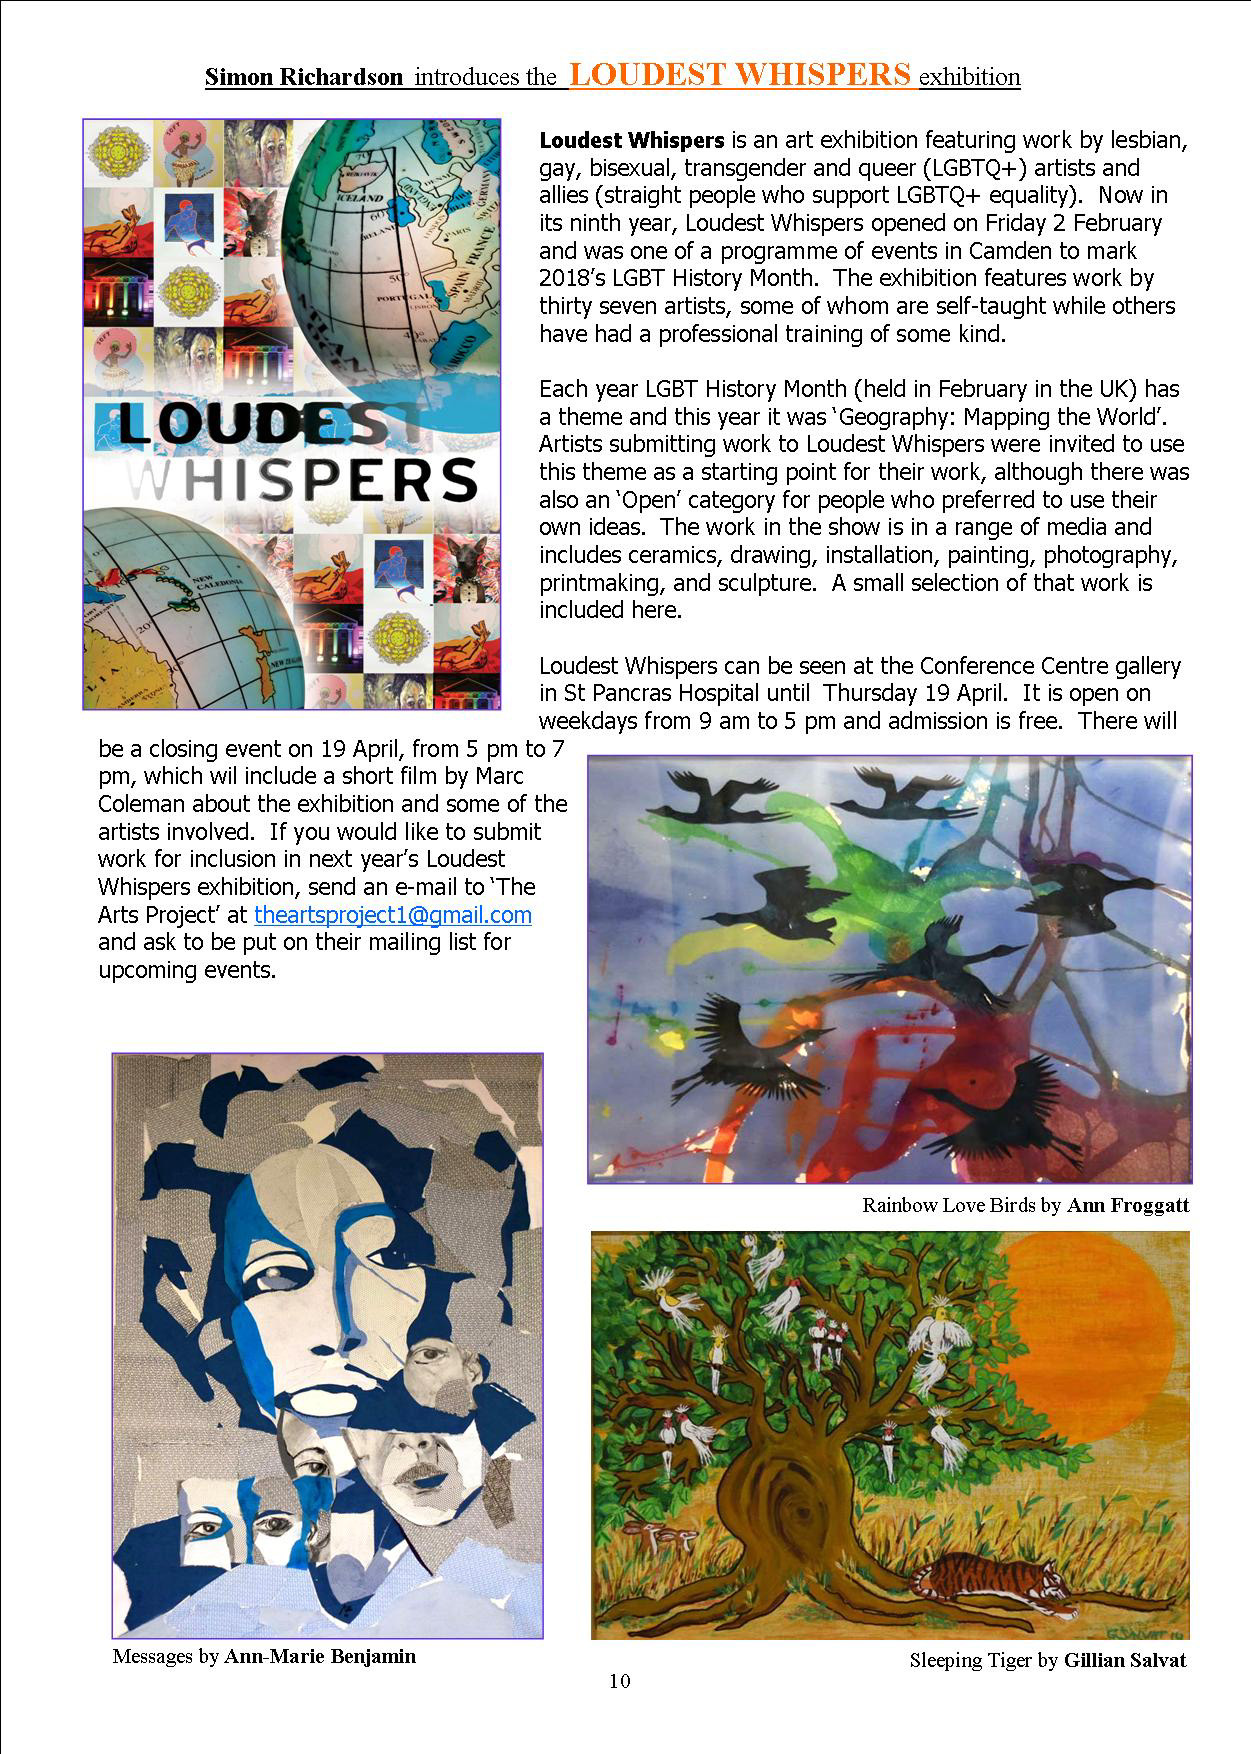 Simon Richardson introduces the LOUDEST WHISPERS exhibition
LOUDEST
WHISPERS
REYKJAVIK
ICELAND
IRELAND
PARIS
FRANCE
SPAIN
PORTUGAL
MOROCCO
NEW
CALEDONIA
Loudest Whispers is an art exhibition featuring work by lesbian,
gay, bisexual, transgender and queer (LGBTQ+) artists and
allies (straight people who support LGBTQ+ equality).  Now in
its ninth year, Loudest Whispers opened on Friday 2 February
and was one of a programme of events in Camden to mark
2018’s LGBT History Month.  The exhibition features work by
thirty seven artists, some of whom are self-taught while others
have had a professional training of some kind.
Each year LGBT History Month (held in February in the UK) has
a theme and this year it was ‘Geography: Mapping the World’.
Artists submitting work to Loudest Whispers were invited to use
this theme as a starting point for their work, although there was
also an ‘Open’ category for people who preferred to use their
own ideas.  The work in the show is in a range of media and
includes ceramics, drawing, installation, painting, photography,
printmaking, and sculpture.  A small selection of that work is
included here.
Loudest Whispers can be seen at the Conference Centre gallery
in St Pancras Hospital until  Thursday 19 April.  It is open on
weekdays from 9 am to 5 pm and admission is free.  There will
be a closing event on 19 April, from 5 pm to 7
pm, which wil include a short film by Marc
Coleman about the exhibition and some of the
artists involved.  If you would like to submit
work for inclusion in next year’s Loudest
Whispers exhibition, send an e-mail to ‘The
Arts Project’ at theartsproject1@gmail.com
and ask to be put on their mailing list for
upcoming events.
Rainbow Love Birds by Ann Froggatt
G SALVAT
Messages by Ann-Marie Benjamin
Sleeping Tiger by Gillian Salvat
10